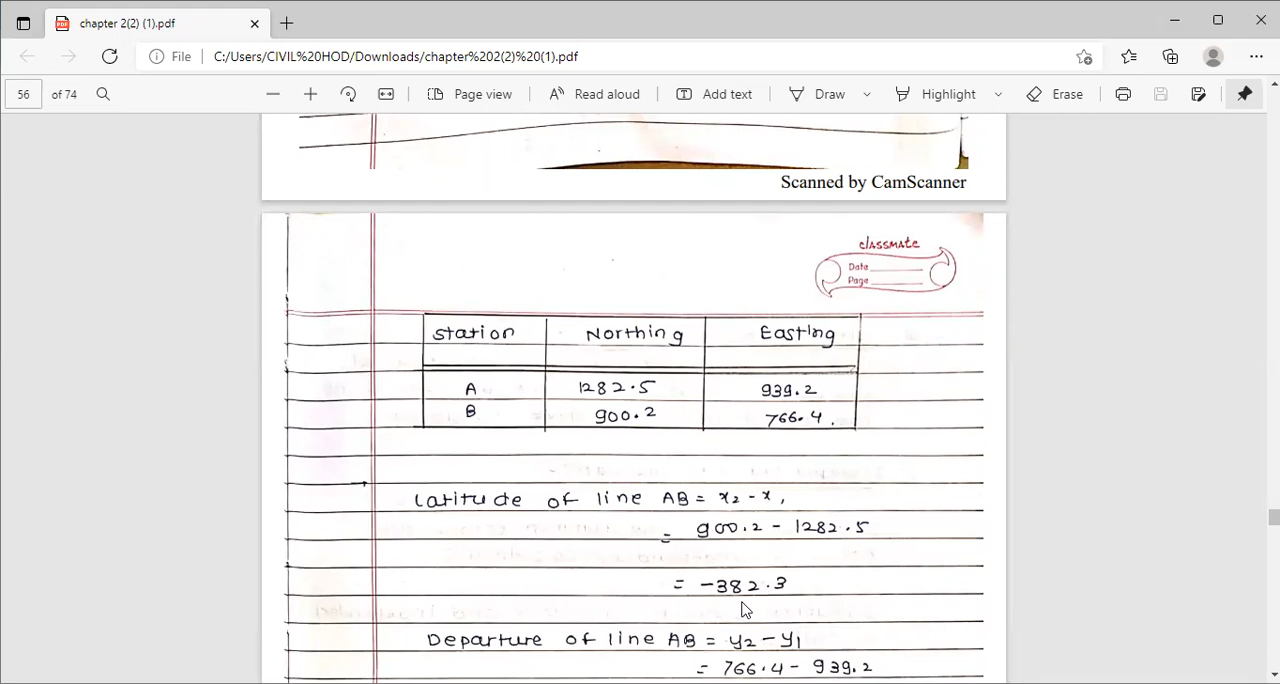 chapter 2(2) (1).pdf
File C:/Users/CIVIL%20HOD/Downloads/chapter%202(2)%20(1).pdf
56 of 74 Page view Read aloud Add text Draw Highlight Erase
Scanned by CamScanner
classmate
Date
Page
Station Northing Easting
A 1282.5 939.2
B 900.2 766.4.
Latitude of line AB = x2 - x,
= 900.2 - 1282.5
= -382.3
Departure of line AB = y2 - y1
= 766.4 - 939.2